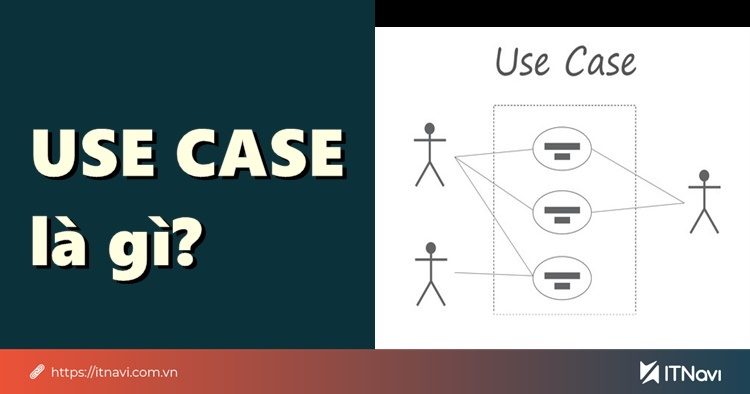 USE CASE
là gì?
Use Case
https://itnavi.com.vn
ITNavi